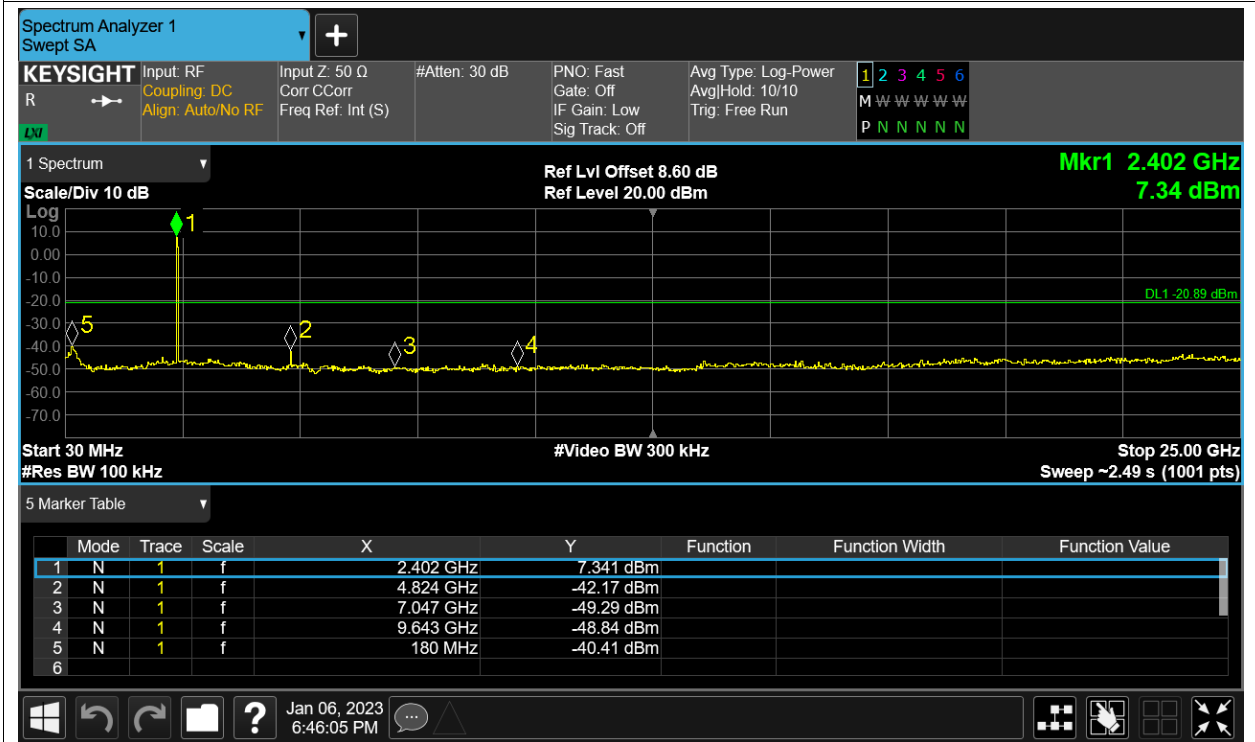 Spectrum Analyzer 1
Swept SA
+
KEYSIGHT
R
LXI
Input: RF
Coupling: DC
Align: Auto/No RF
Input Z: 50 Ω
Corr CCorr
Freq Ref: Int (S)
#Atten: 30 dB
PNO: Fast
Gate: Off
IF Gain: Low
Sig Track: Off
Avg Type: Log-Power
Avg|Hold: 10/10
Trig: Free Run
1 2 3 4 5 6
M W W W W W
P N N N N N
1 Spectrum
Scale/Div 10 dB
Ref Lvl Offset 8.60 dB
Ref Level 20.00 dBm
Mkr1 2.402 GHz
7.34 dBm
Log
10.0
0.00
-10.0
-20.0
-30.0
-40.0
-50.0
-60.0
-70.0
1
DL1 -20.89 dBm
5
2
3
4
Start 30 MHz
#Res BW 100 kHz
#Video BW 300 kHz
Stop 25.00 GHz
Sweep ~2.49 s (1001 pts)
5 Marker Table
Mode Trace Scale X Y Function Function Width Function Value
1 N 1 f 2.402 GHz 7.341 dBm
2 N 1 f 4.824 GHz -42.17 dBm
3 N 1 f 7.047 GHz -49.29 dBm
4 N 1 f 9.643 GHz -48.84 dBm
5 N 1 f 180 MHz -40.41 dBm
6
?
Jan 06, 2023
6:46:05 PM